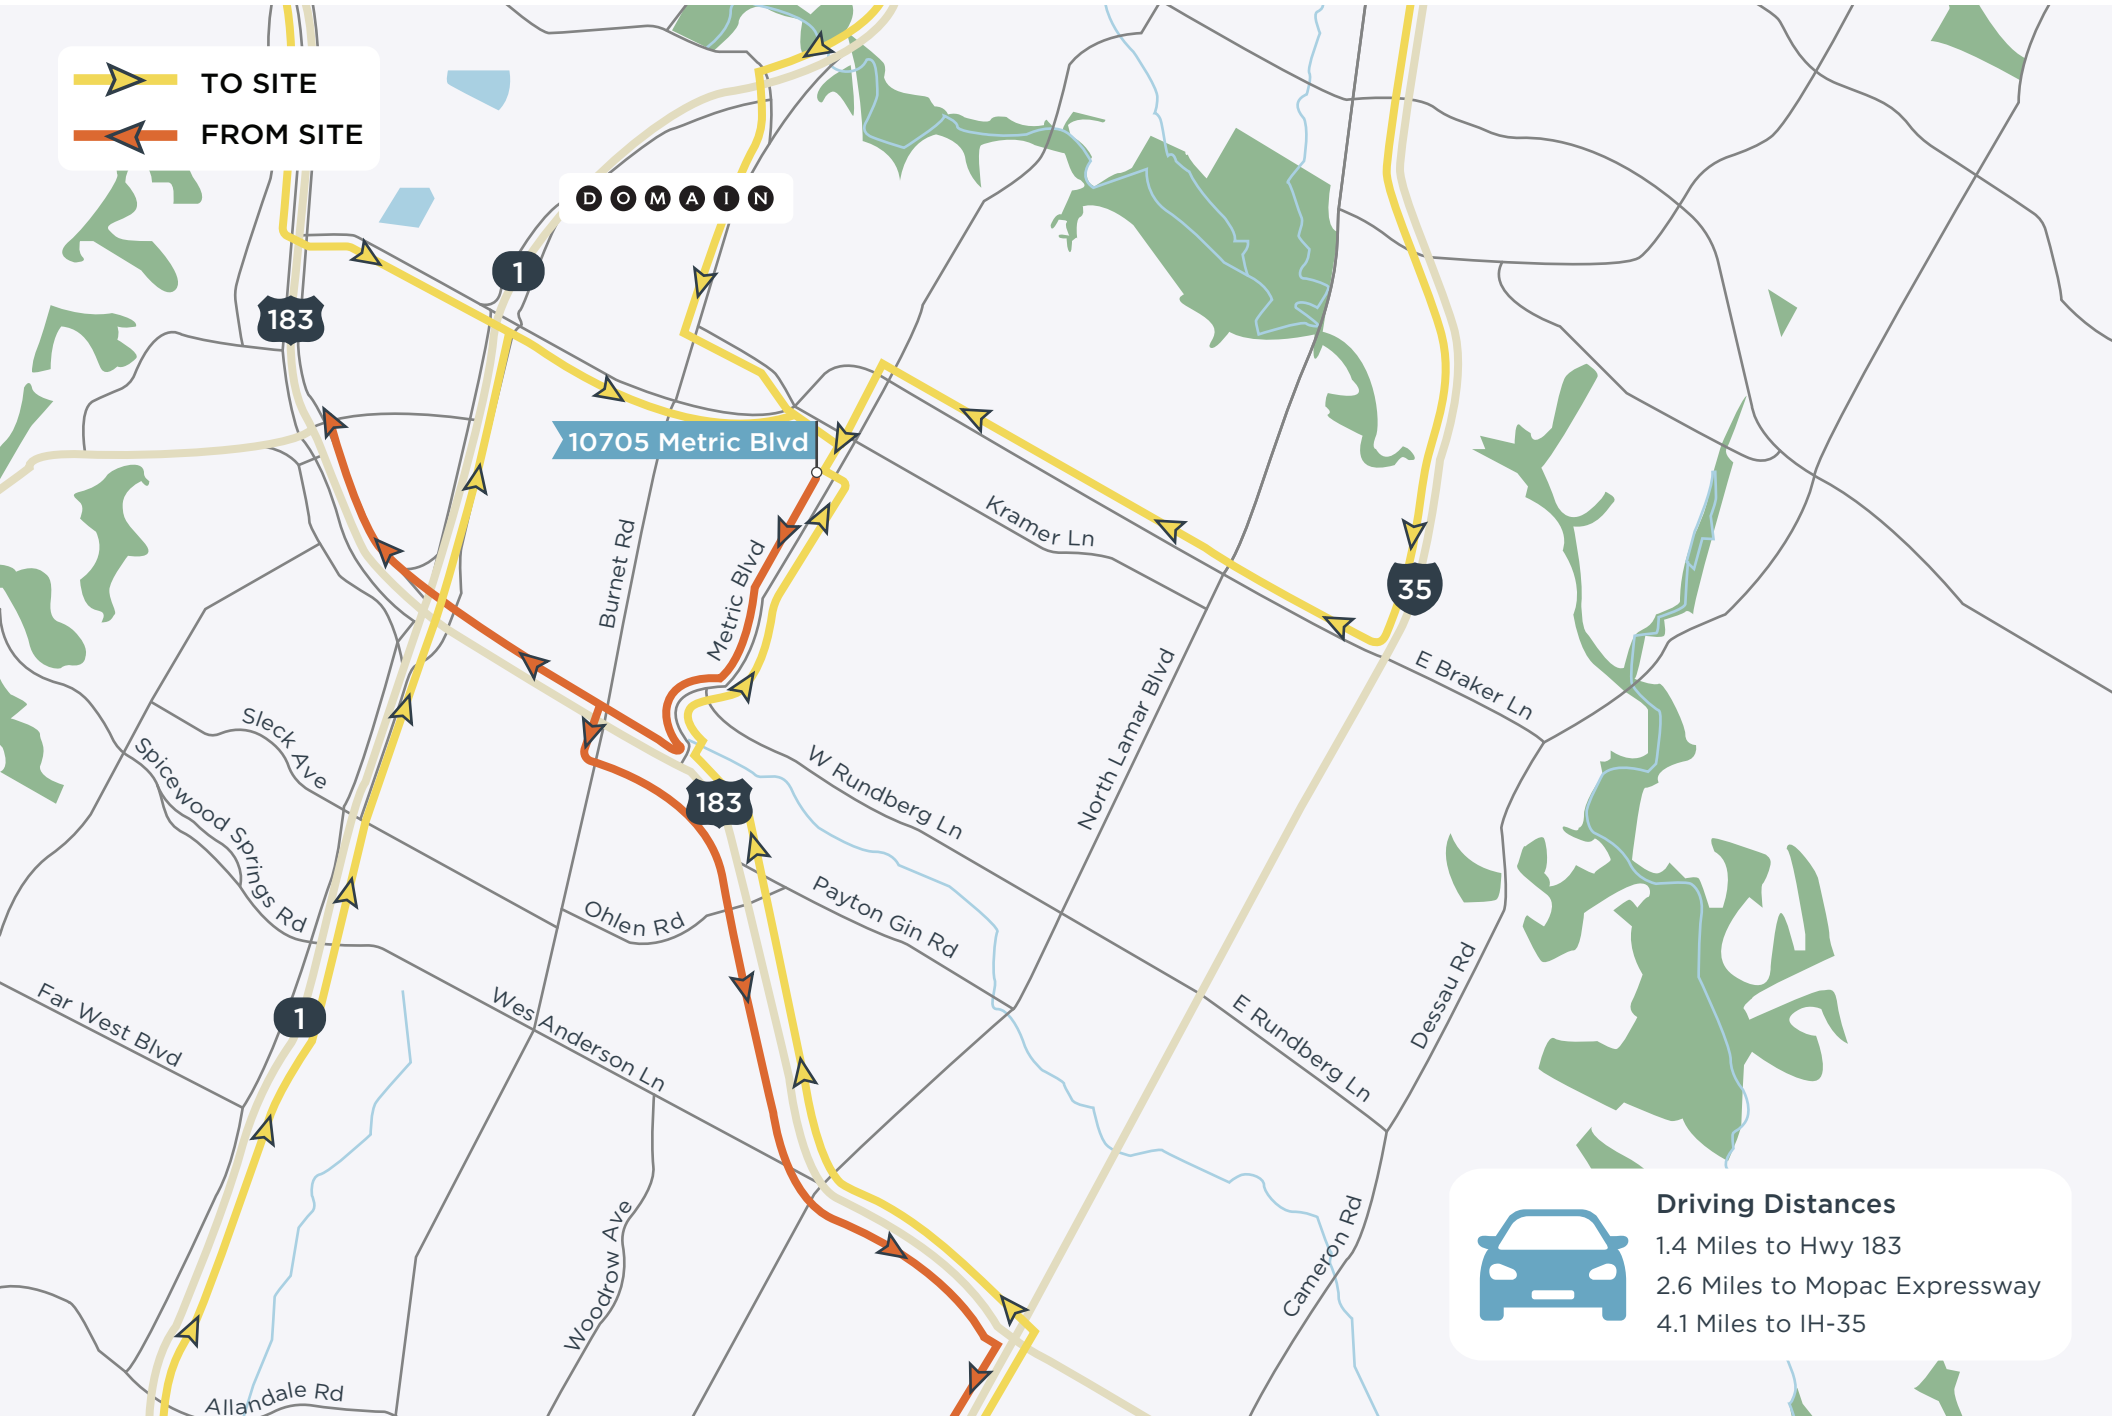 TO SITE
FROM SITE
DOMAIN
1
183
10705 Metric Blvd
Kramer Ln
Burnet Rd
Metric Blvd
35
E Braker Ln
North Lamar Blvd
Sleck Ave
Spicewood Springs Rd
W Rundberg Ln
183
Payton Gin Rd
Ohlen Rd
Far West Blvd
1
Wes Anderson Ln
E Rundberg Ln
Dessau Rd
Woodrow Ave
Cameron Rd
Allandale Rd
Driving Distances
1.4 Miles to Hwy 183
2.6 Miles to Mopac Expressway
4.1 Miles to IH-35